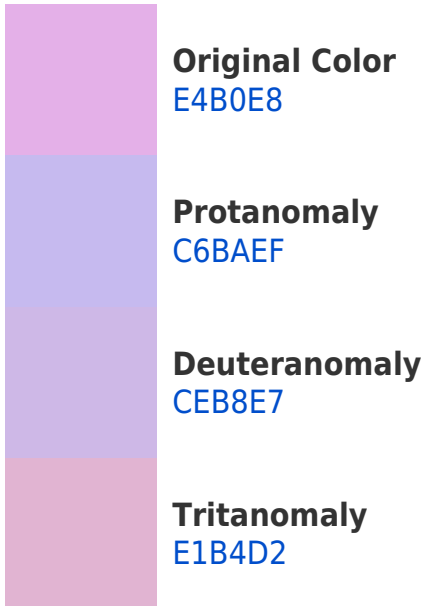 Original Color
E4B0E8
Protanomaly
C6BAEF
Deuteranomaly
CEB8E7
Tritanomaly
E1B4D2